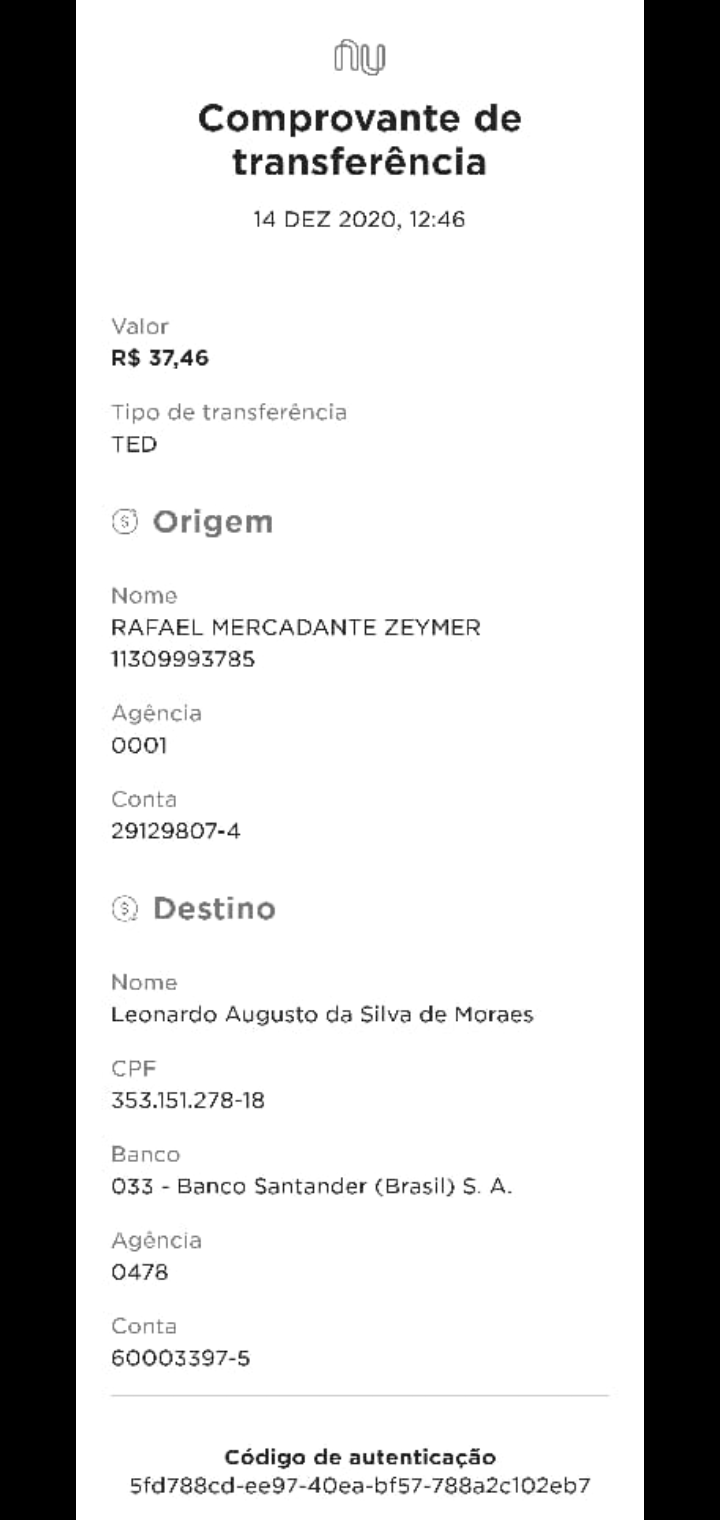 nu
Comprovante de
transferência
14 DEZ 2020, 12:46
Valor
R$ 37,46
Tipo de transferência
TED
Origem
Nome
RAFAEL MERCADANTE ZEYMER
11309993785
Agência
0001
Conta
29129807-4
Destino
Nome
Leonardo Augusto da Silva de Moraes
CPF
353.151.278-18
Banco
033 - Banco Santander (Brasil) S. A.
Agência
0478
Conta
60003397-5
Código de autenticação
5fd788cd-ee97-40ea-bf57-788a2c102eb7